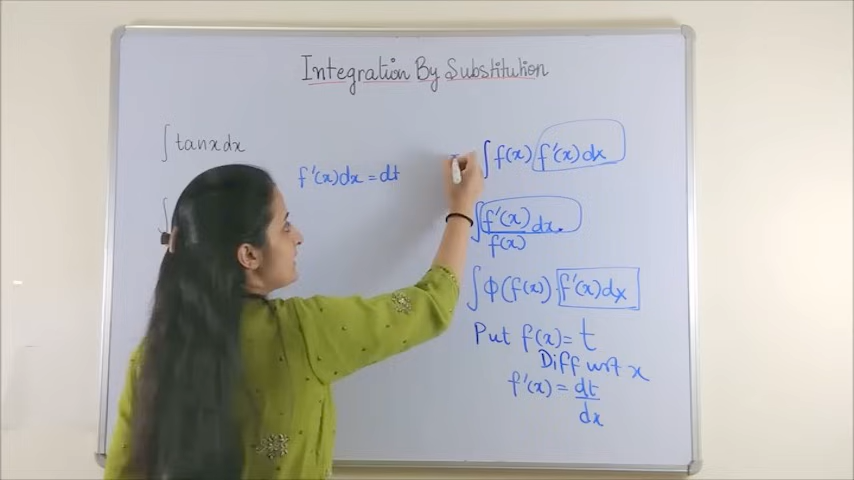 Integration By Substitution
∫ tanx dx
∫
f'(x)dx = dt
∫ f(x) f'(x) dx
∫ f'(x)/f(x) dx.
∫ φ(f(x)) f'(x)dx
Put f(x) = t
Diff wrt x
f'(x) = dt/dx